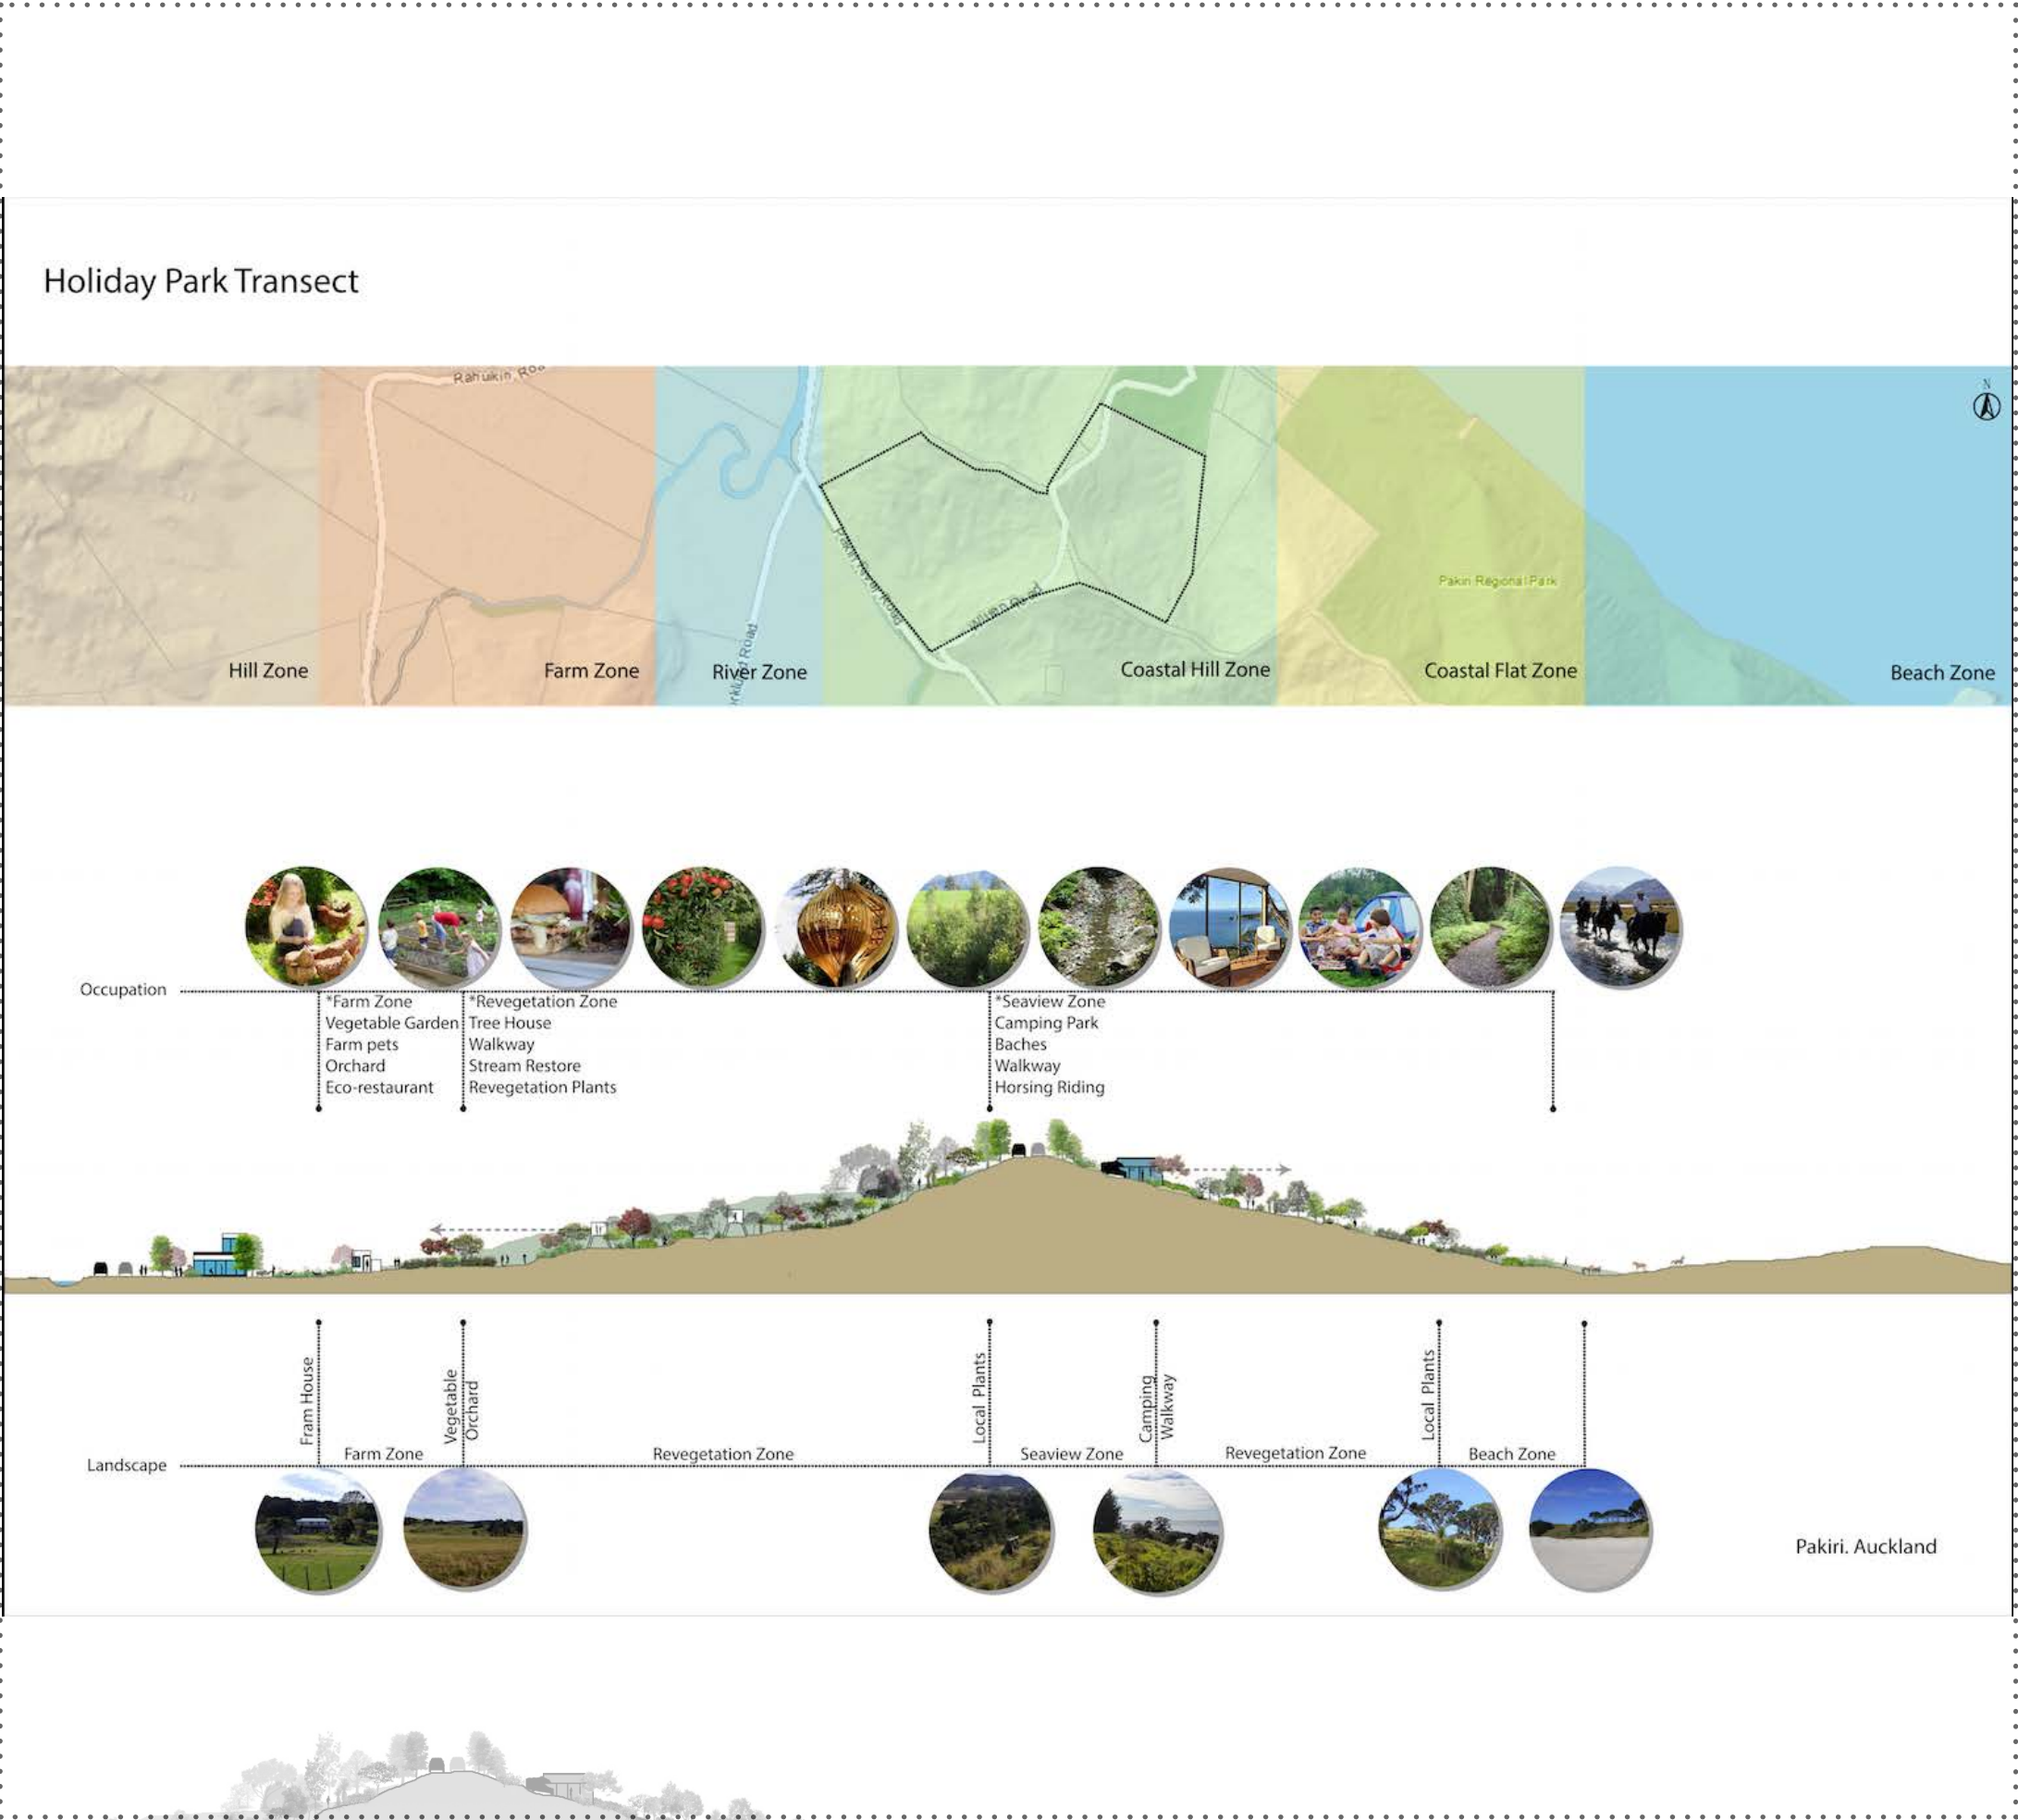 Holiday Park Transect
N
Pakiri Regional Park
Hill Zone
Farm Zone
River Zone
Coastal Hill Zone
Coastal Flat Zone
Beach Zone
Occupation
*Farm Zone
Vegetable Garden
Farm pets
Orchard
Eco-restaurant
*Revegetation Zone
Tree House
Walkway
Stream Restore
Revegetation Plants
*Seaview Zone
Camping Park
Baches
Walkway
Horsing Riding
Fram House
Vegetable
Orchard
Local Plants
Camping
Walkway
Local Plants
Landscape
Farm Zone
Revegetation Zone
Seaview Zone
Revegetation Zone
Beach Zone
Pakiri. Auckland